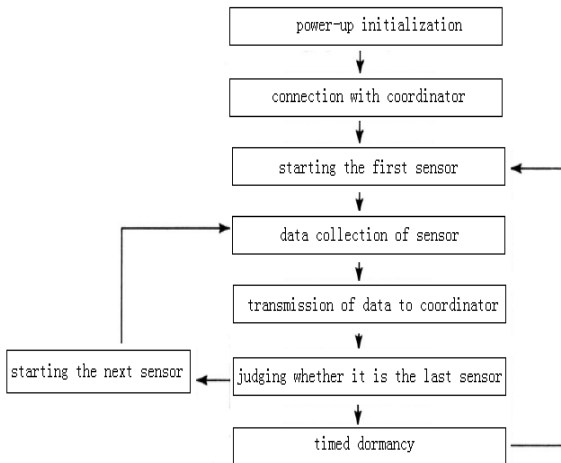 power-up initialization
connection with coordinator
starting the first sensor
data collection of sensor
transmission of data to coordinator
starting the next sensor
judging whether it is the last sensor
timed dormancy